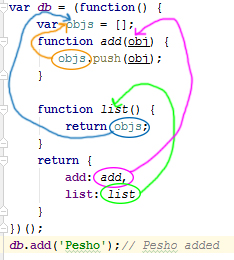 var db = (function() {
    var objs = [];
    function add(obj) {
        objs.push(obj);
    }

    function list() {
        return objs;
    }
    return {
        add: add,
        list: list
    }
})();
db.add('Pesho');// Pesho added